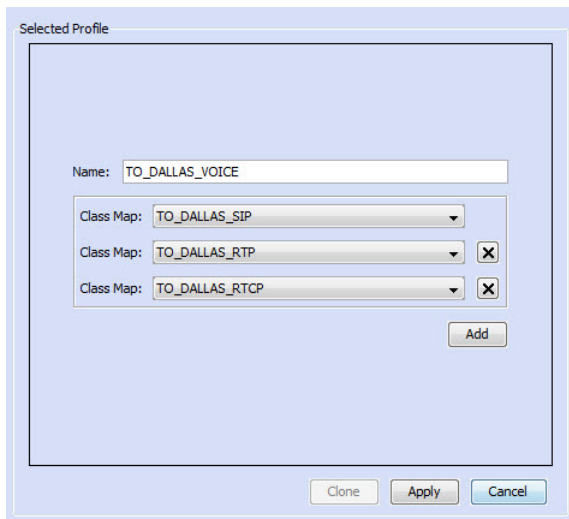 Selected Profile
Name: TO_DALLAS_VOICE
Class Map: TO_DALLAS_SIP
Class Map: TO_DALLAS_RTP
Class Map: TO_DALLAS_RTCP
Add
Clone Apply Cancel